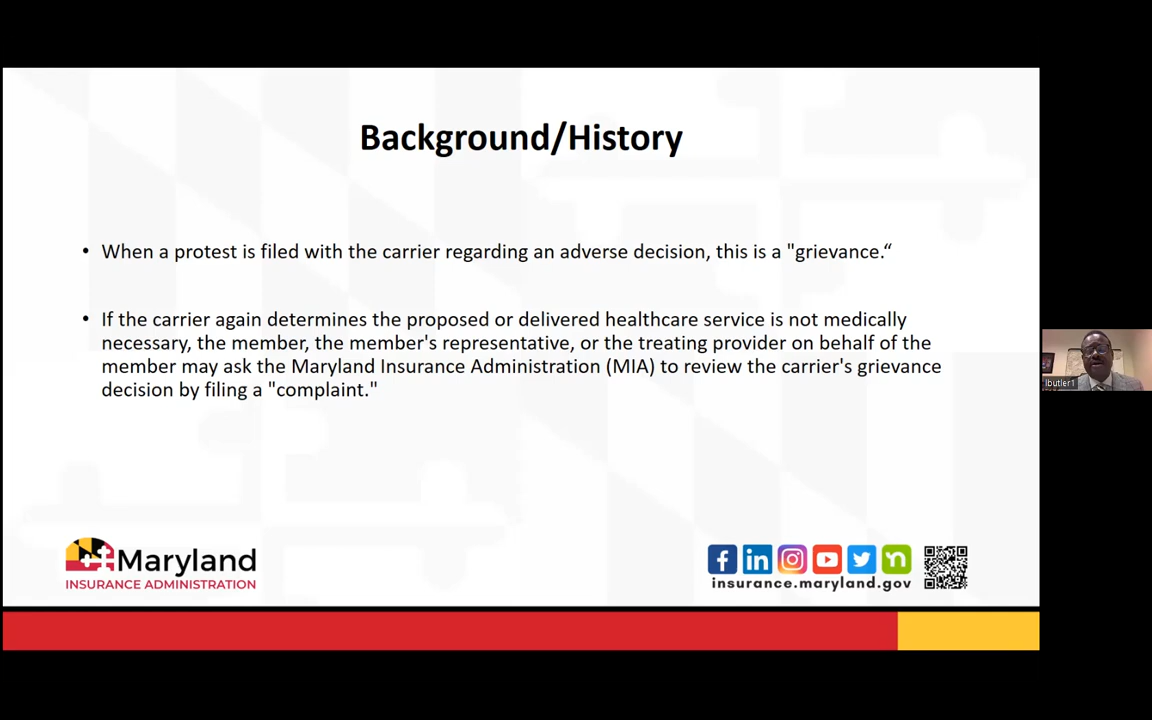 Background/History
• When a protest is filed with the carrier regarding an adverse decision, this is a "grievance.“
• If the carrier again determines the proposed or delivered healthcare service is not medically
necessary, the member, the member's representative, or the treating provider on behalf of the
member may ask the Maryland Insurance Administration (MIA) to review the carrier's grievance
decision by filing a "complaint."
lbutler1
Maryland
INSURANCE ADMINISTRATION
f in
insurance.maryland.gov